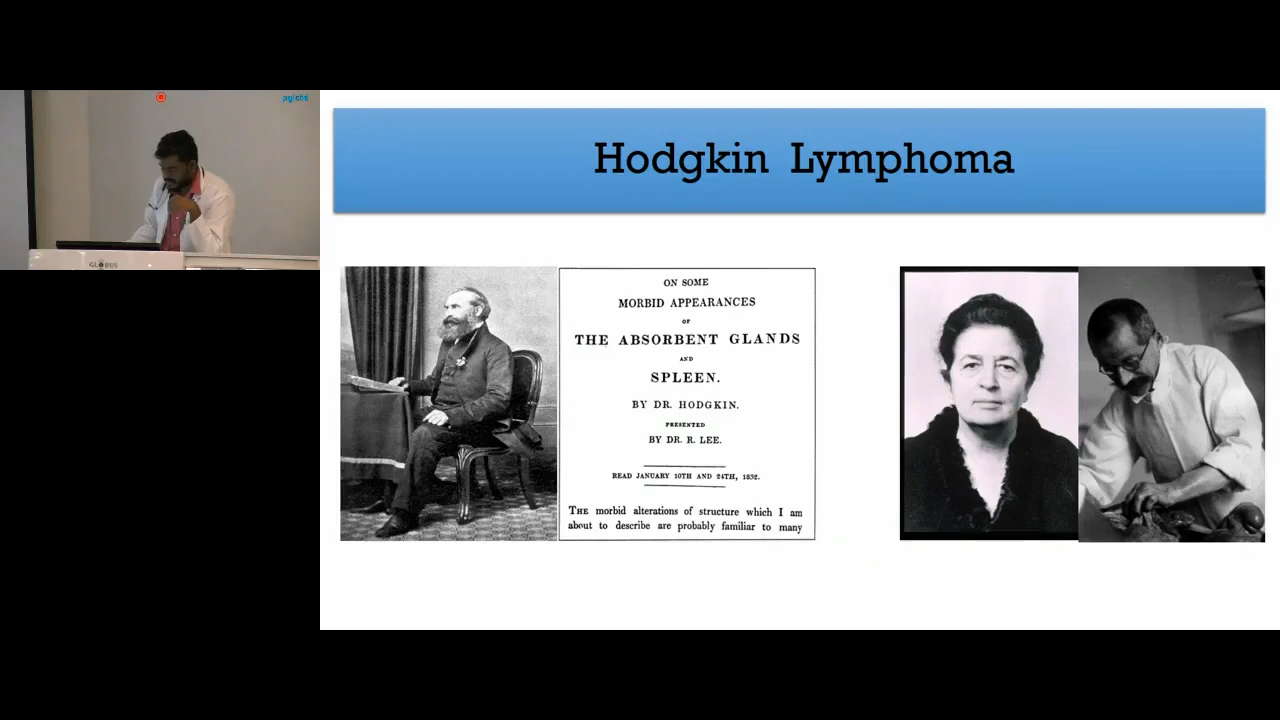 pgichd
GLOBUS
Hodgkin Lymphoma
ON SOME
MORBID APPEARANCES
OF
THE ABSORBENT GLANDS
AND
SPLEEN.
BY DR. HODGKIN.
PRESENTED
BY DR. R. LEE.
READ JANUARY 10TH AND 24TH, 1832.
THE morbid alterations of structure which I am
about to describe are probably familiar to many